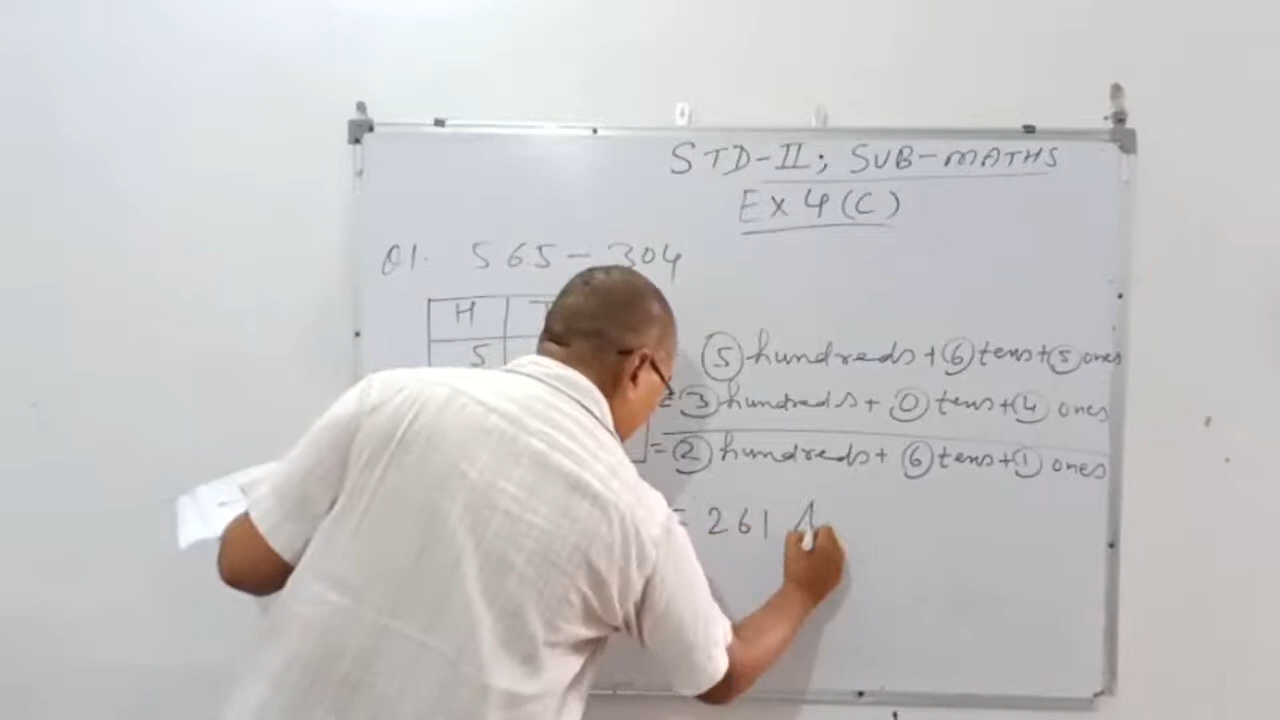 STD-II; SUB-MATHS
EX 4(C)
Q1. 565-304
H T
5
5 hundreds + 6 tens + 5 ones
= 3 hundreds + 0 tens + 4 ones
= 2 hundreds + 6 tens + 1 ones
= 261 A